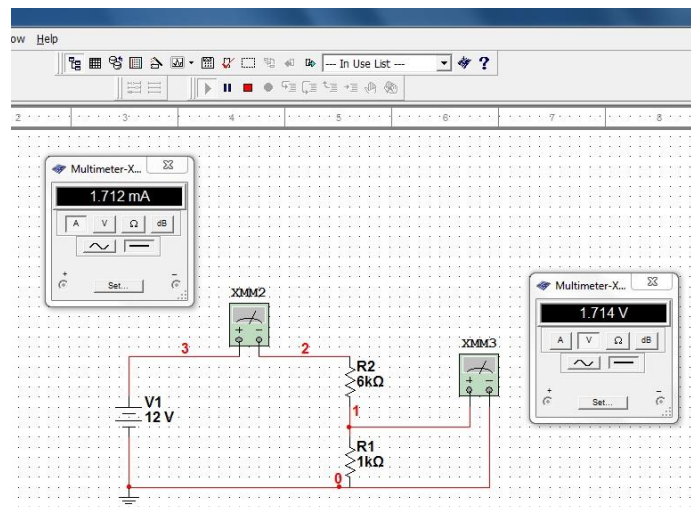 ow Help
--- In Use List ---
?
2 3 4 5 6 7 8
Multimeter-X...
1.712 mA
A V Ω dB
+ -
Set...
XMM2
+ -
3 2
R2
6kΩ
V1
12 V
1
R1
1kΩ
0
XMM3
+ -
Multimeter-X...
1.714 V
A V Ω dB
+ -
Set...